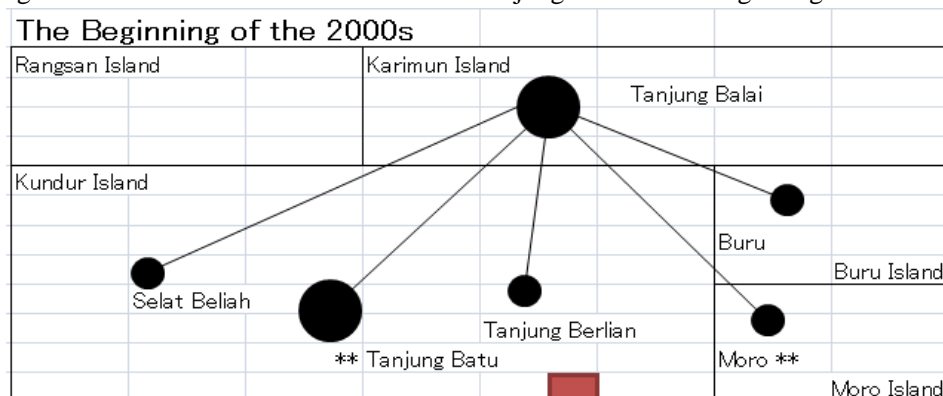 The Beginning of the 2000s
Rangsan Island
Karimun Island
Tanjung Balai
Kundur Island
Buru
Buru Island
Selat Beliah
Tanjung Berlian
** Tanjung Batu
Moro **
Moro Island